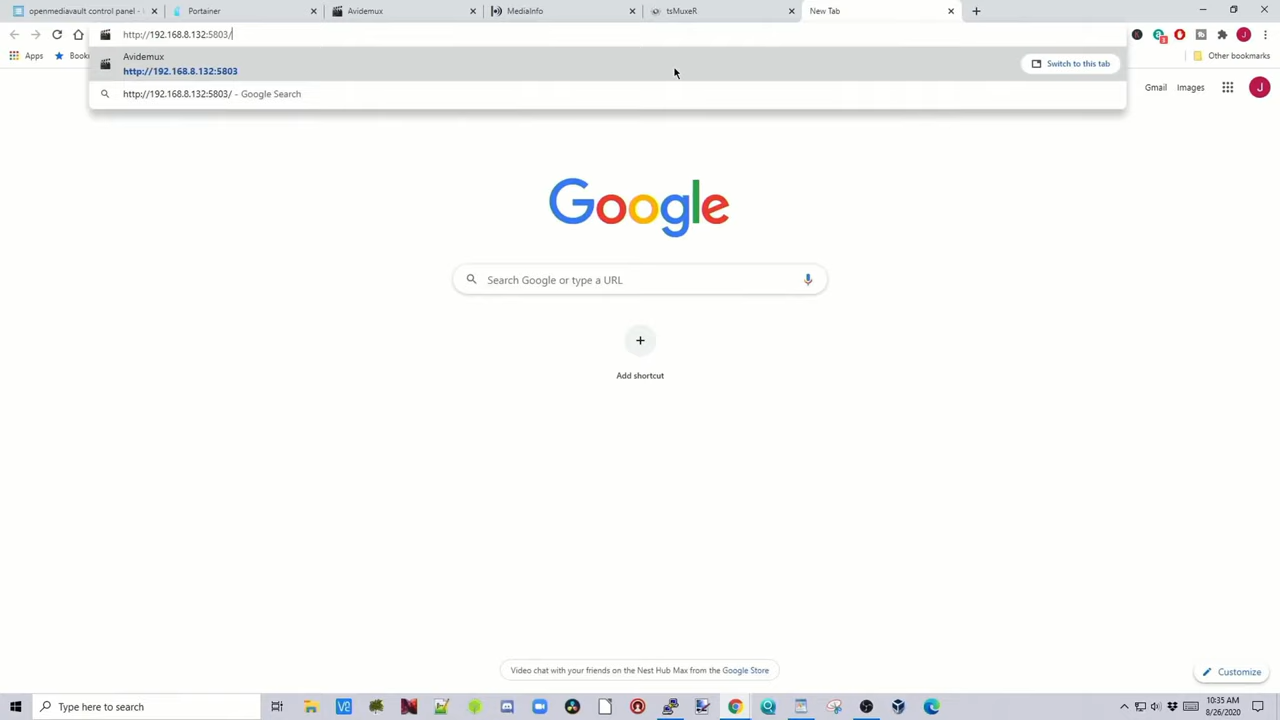 openmediavault control panel -
Portainer
Avidemux
MediaInfo
tsMuxeR
New Tab
http://192.168.8.132:5803/
Apps
Book
Avidemux
http://192.168.8.132:5803
Switch to this tab
http://192.168.8.132:5803/ - Google Search
Other bookmarks
Gmail
Images
J
Google
Search Google or type a URL
Add shortcut
Video chat with your friends on the Nest Hub Max from the Google Store
Customize
Type here to search
10:35 AM
8/26/2020